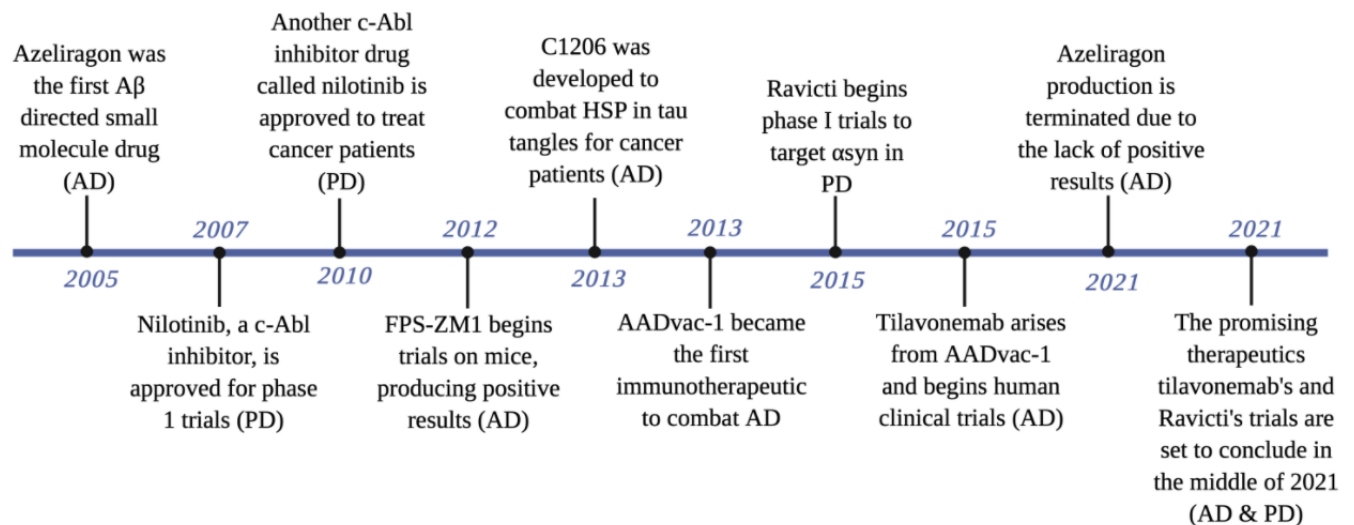 Azeliragon was
the first Aβ
directed small
molecule drug
(AD)
2005
2007
Nilotinib, a c-Abl
inhibitor, is
approved for phase
1 trials (PD)
Another c-Abl
inhibitor drug
called nilotinib is
approved to treat
cancer patients
(PD)
2010
2012
FPS-ZM1 begins
trials on mice,
producing positive
results (AD)
C1206 was
developed to
combat HSP in tau
tangles for cancer
patients (AD)
2013
2013
AADvac-1 became
the first
immunotherapeutic
to combat AD
Ravicti begins
phase I trials to
target αsyn in
PD
2015
2015
Tilavonemab arises
from AADvac-1
and begins human
clinical trials (AD)
Azeliragon
production is
terminated due to
the lack of positive
results (AD)
2021
2021
The promising
therapeutics
tilavonemab's and
Ravicti's trials are
set to conclude in
the middle of 2021
(AD & PD)